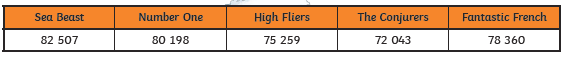 Sea Beast Number One High Fliers The Conjurers Fantastic French
82 507 80 198 75 259 72 043 78 360